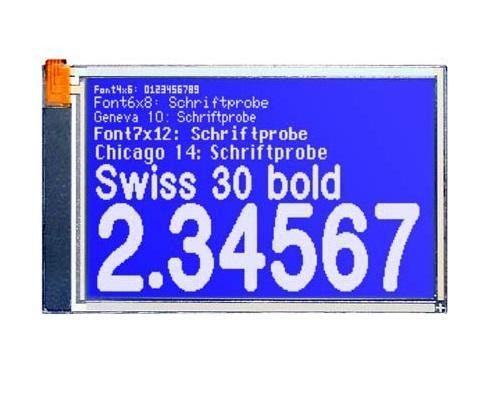 Font4x6: 0123456789
Font6x8: Schriftprobe
Geneva 10: Schriftprobe
Font7x12: Schriftprobe
Chicago 14: Schriftprobe
Swiss 30 bold
2.34567